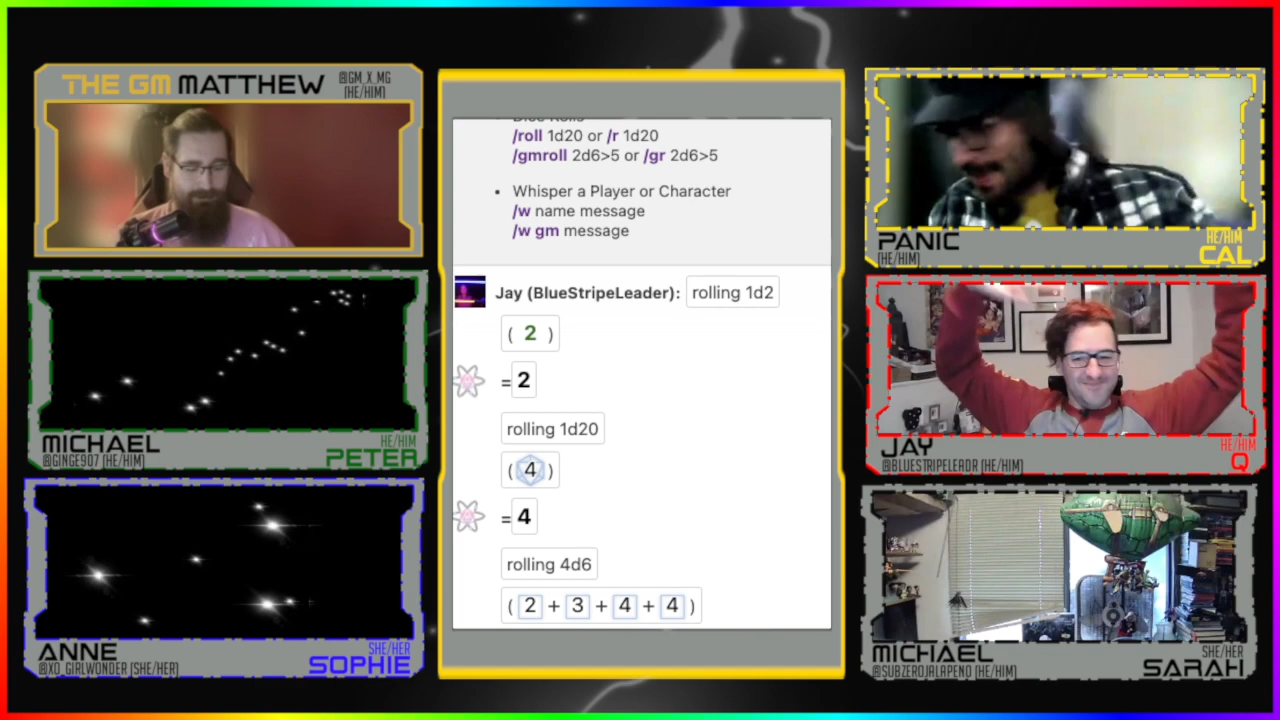 THE GM MATTHEW
@GM_X_MG
(HE/HIM)
MICHAEL
@GINGE907 (HE/HIM)
HE/HIM
PETER
ANNE
@XO_GIRLWONDER (SHE/HER)
SHE/HER
SOPHIE
Dice Rolls
/roll 1d20 or /r 1d20
/gmroll 2d6>5 or /gr 2d6>5
• Whisper a Player or Character
/w name message
/w gm message
Jay (BlueStripeLeader): rolling 1d2
( 2 )
=2
rolling 1d20
(4)
=4
rolling 4d6
( 2 + 3 + 4 + 4 )
PANIC
(HE/HIM)
HE/HIM
CAL
JAY
@BLUESTRIPELEADR (HE/HIM)
HE/HIM
Q
MICHAEL
@SUBZEROJALAPENO (HE/HIM)
SHE/HER
SARAH